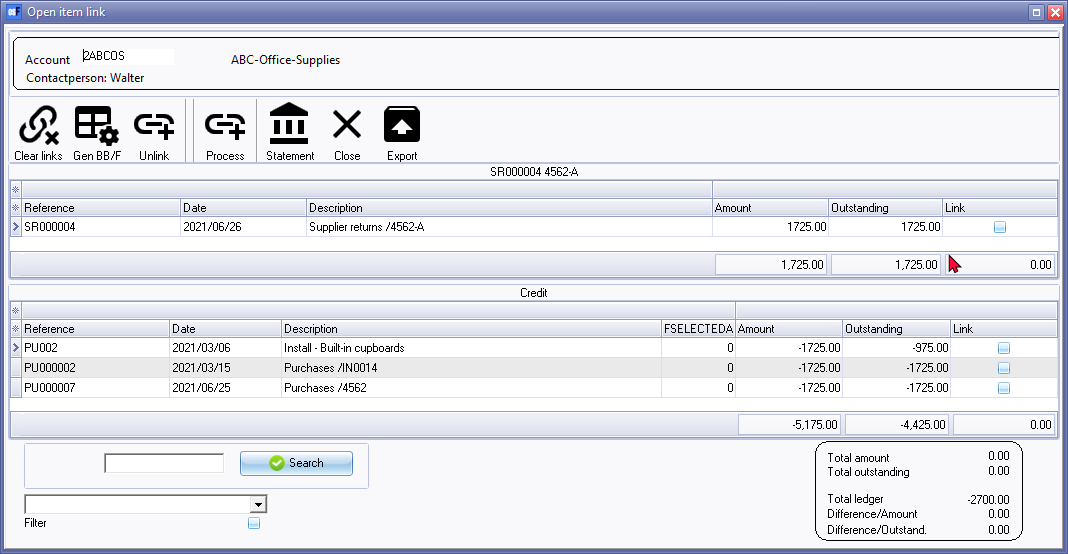 Open item link
Account 2ABCOS ABC-Office-Supplies
Contactperson: Walter
Clear links Gen BB/F Unlink Process Statement Close Export
SR000004 4562-A
Reference Date Description Amount Outstanding Link
SR000004 2021/06/26 Supplier returns /4562-A 1725.00 1725.00
1,725.00 1,725.00 0.00
Credit
Reference Date Description FSELECTEDA Amount Outstanding Link
PU002 2021/03/06 Install - Built-in cupboards 0 -1725.00 -975.00
PU000002 2021/03/15 Purchases /IN0014 0 -1725.00 -1725.00
PU000007 2021/06/25 Purchases /4562 0 -1725.00 -1725.00
-5,175.00 -4,425.00 0.00
Search
Filter
Total amount 0.00
Total outstanding 0.00
Total ledger -2700.00
Difference/Amount 0.00
Difference/Outstand. 0.00